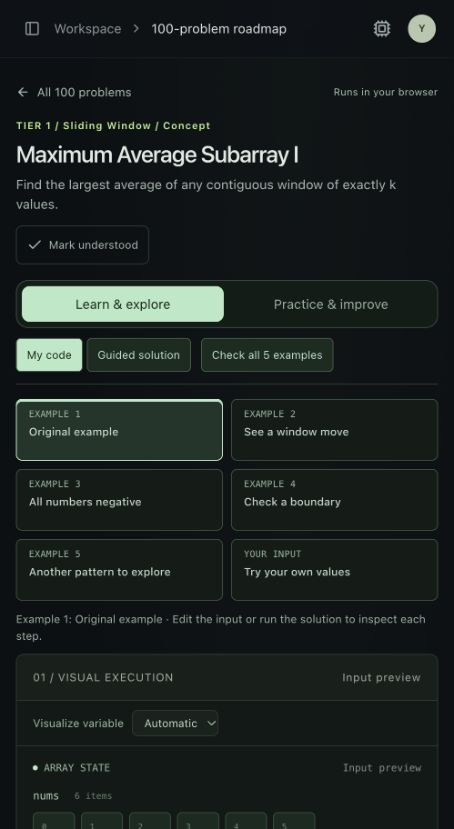 Workspace > 100-problem roadmap Y
← All 100 problems Runs in your browser
TIER 1 / Sliding Window / Concept
Maximum Average Subarray I
Find the largest average of any contiguous window of exactly k
values.
Mark understood
Learn & explore Practice & improve
My code Guided solution Check all 5 examples
EXAMPLE 1 EXAMPLE 2
Original example See a window move
EXAMPLE 3 EXAMPLE 4
All numbers negative Check a boundary
EXAMPLE 5 YOUR INPUT
Another pattern to explore Try your own values
Example 1: Original example · Edit the input or run the solution to inspect each
step.
01 / VISUAL EXECUTION Input preview
Visualize variable Automatic
ARRAY STATE Input preview
nums 6 items
0 1 2 3 4 5